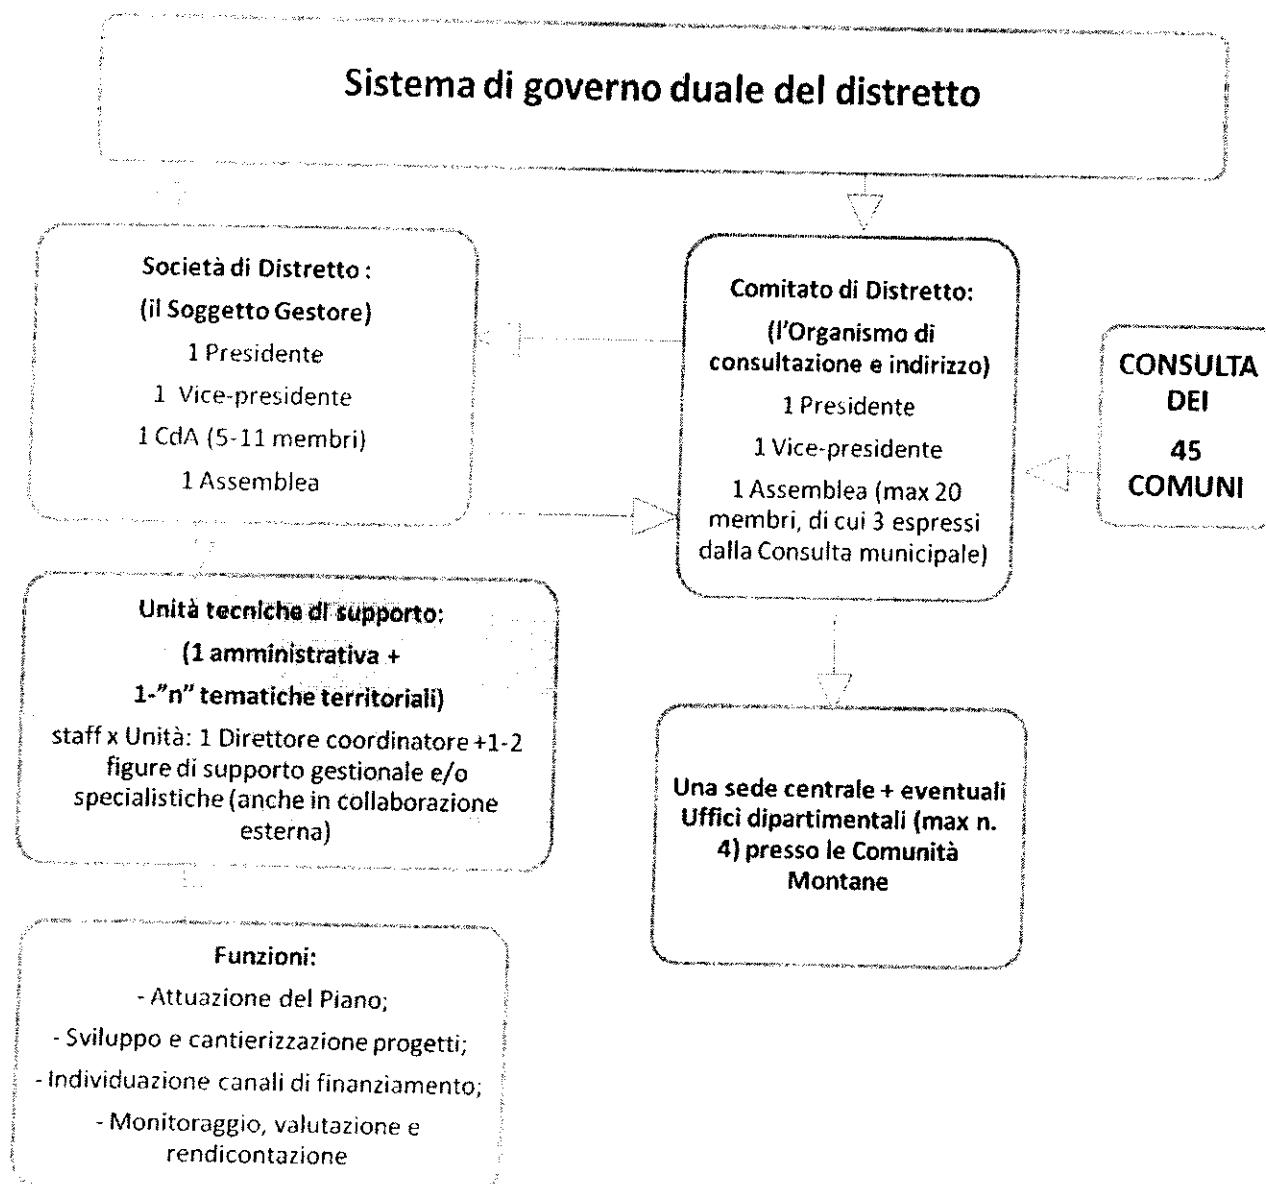 Sistema di governo duale del distretto
Società di Distretto :
(il Soggetto Gestore)
1 Presidente
1 Vice-presidente
1 CdA (5-11 membri)
1 Assemblea
Comitato di Distretto:
(l'Organismo di
consultazione e indirizzo)
1 Presidente
1 Vice-presidente
1 Assemblea (max 20
membri, di cui 3 espressi
dalla Consulta municipale)
CONSULTA
DEI
45
COMUNI
Unità tecniche di supporto:
(1 amministrativa +
1-"n" tematiche territoriali)
staff x Unità: 1 Direttore coordinatore +1-2
figure di supporto gestionale e/o
specialistiche (anche in collaborazione
esterna)
Una sede centrale + eventuali
Uffici dipartimentali (max n.
4) presso le Comunità
Montane
Funzioni:
- Attuazione del Piano;
- Sviluppo e cantierizzazione progetti;
- Individuazione canali di finanziamento;
- Monitoraggio, valutazione e
rendicontazione